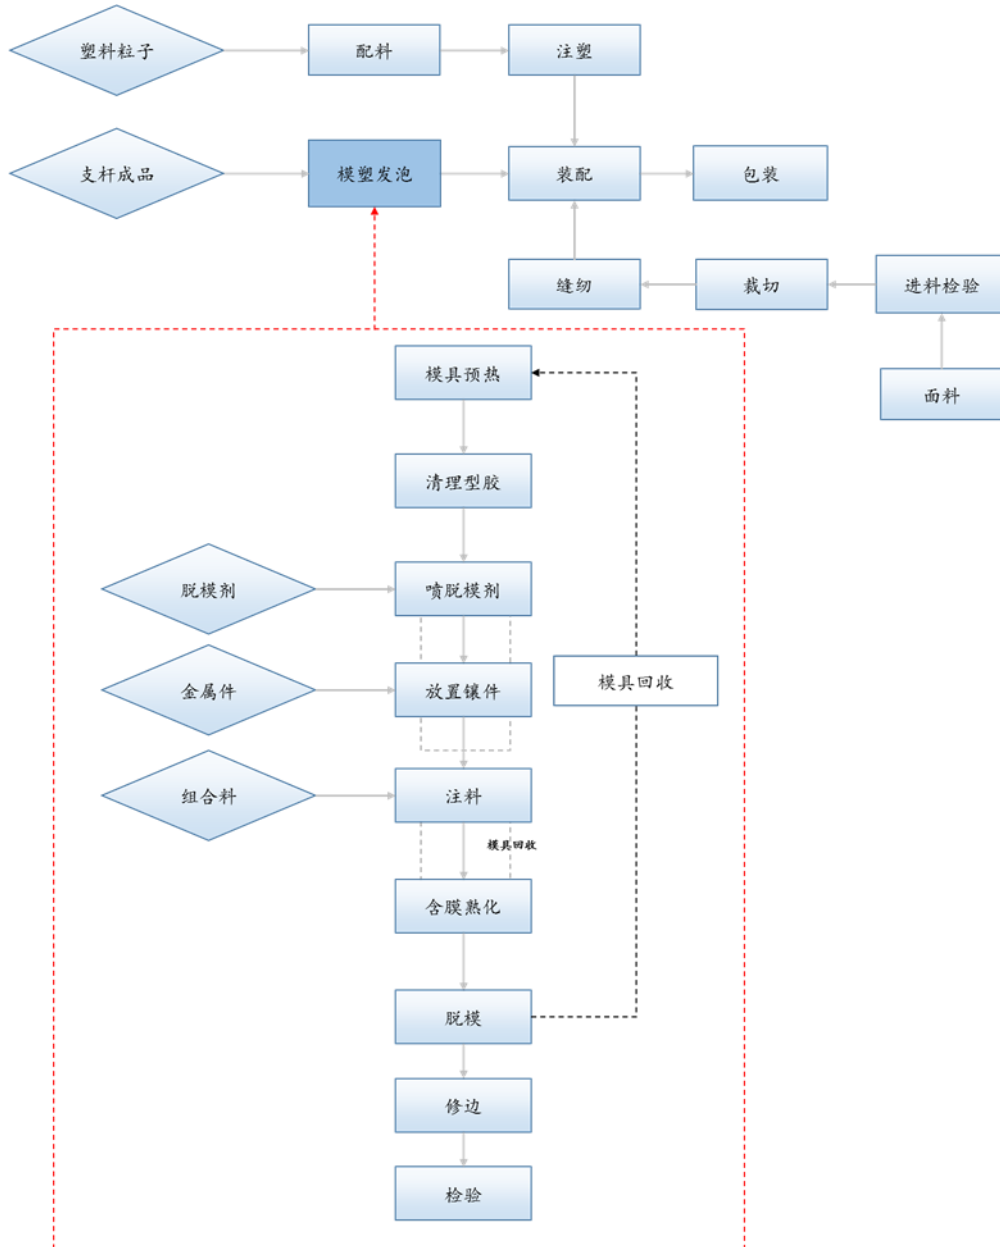 塑料粒子
配料
注塑
支杆成品
模塑发泡
装配
包装
缝纫
裁切
进料检验
面料
模具预热
清理型胶
脱模剂
喷脱模剂
金属件
放置镶件
模具回收
组合料
注料
模具回收
含膜熟化
脱模
修边
检验